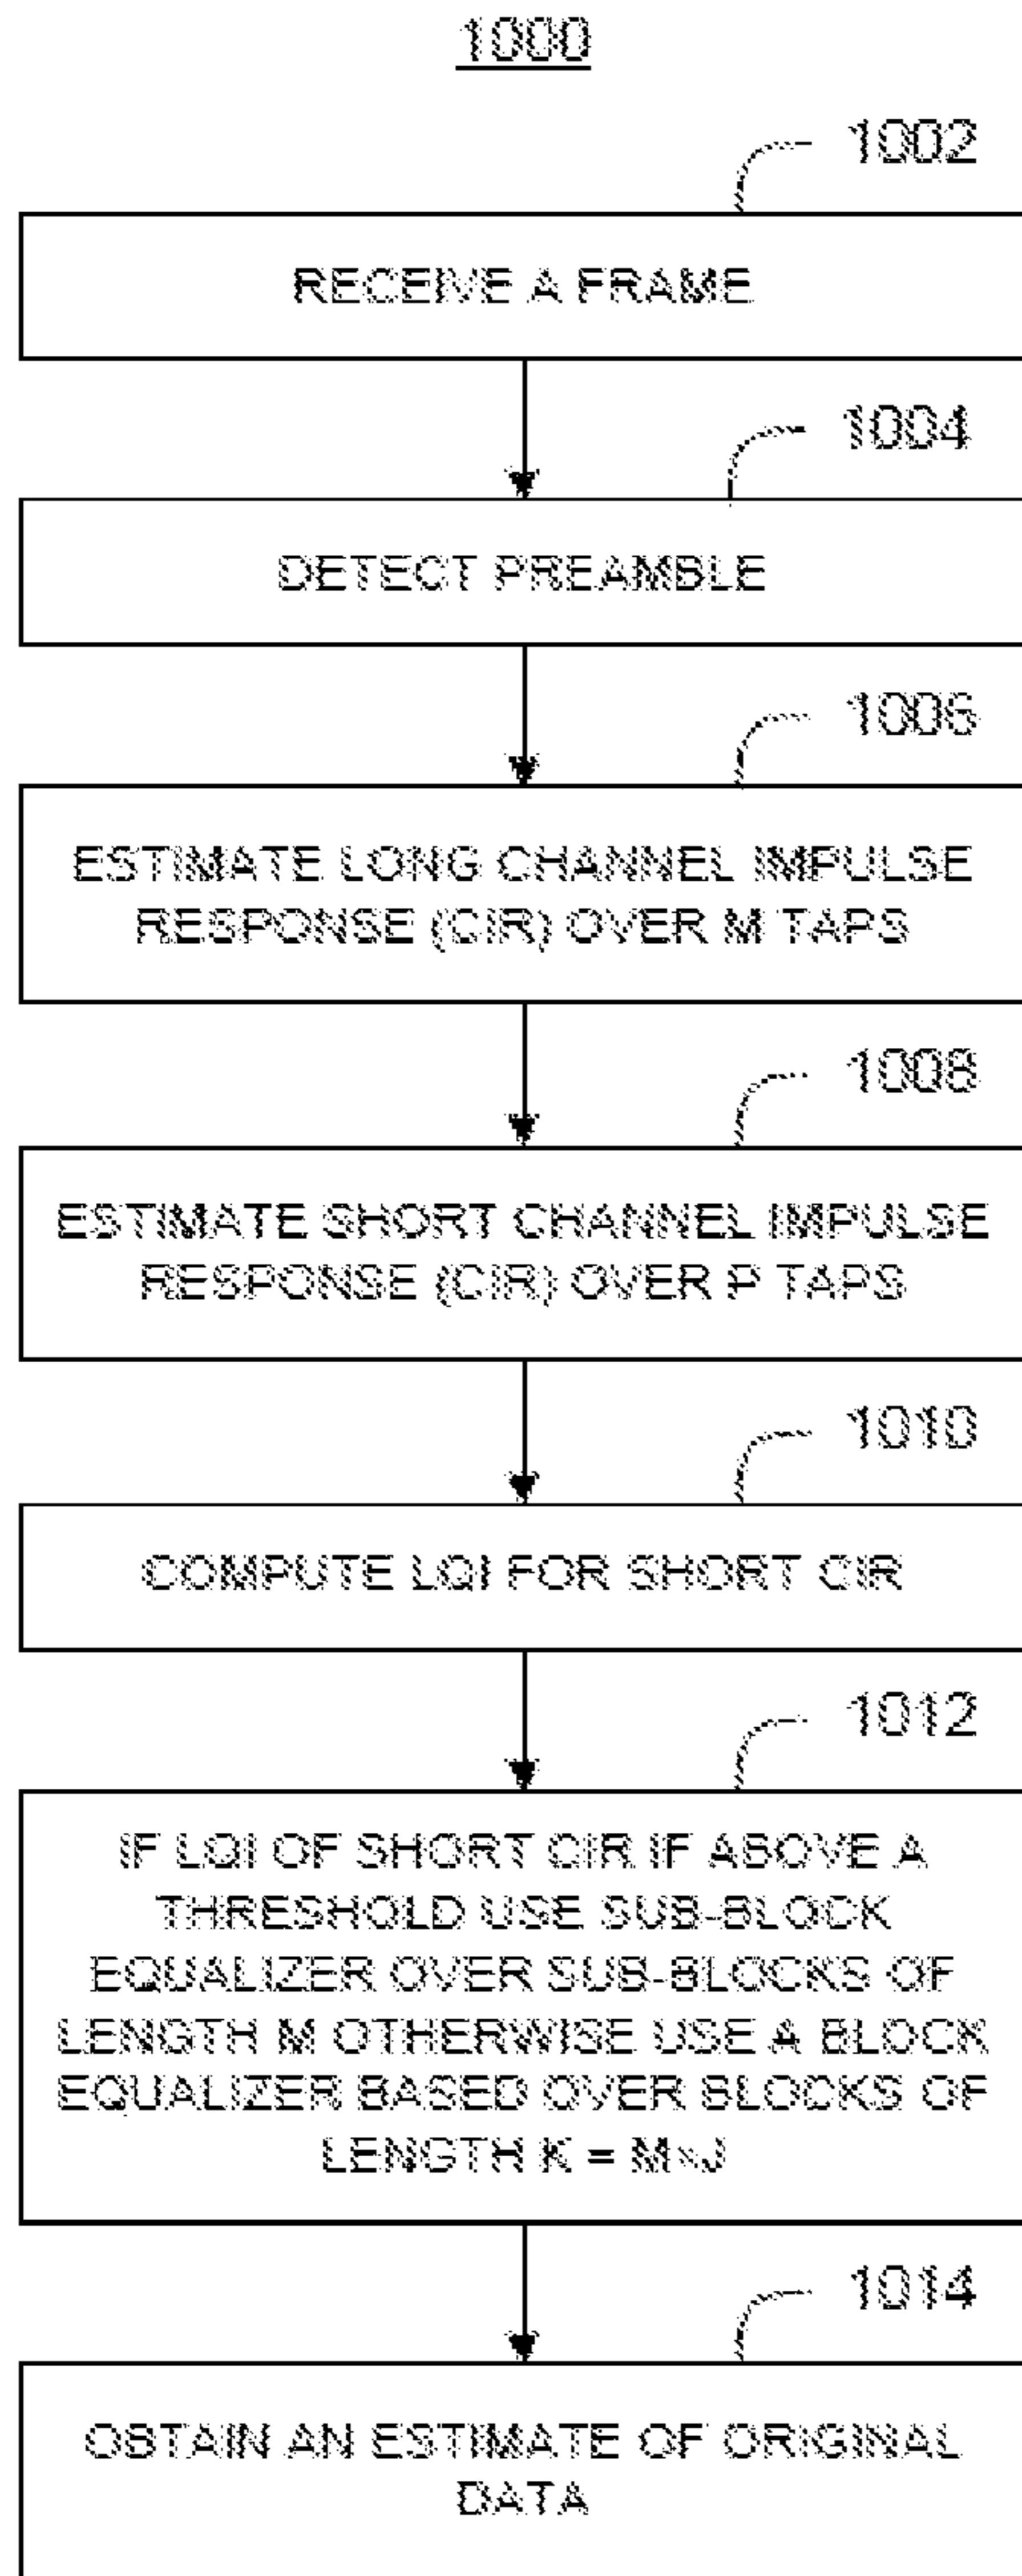 1000
1002
RECEIVE A FRAME
1004
DETECT PREAMBLE
1006
ESTIMATE LONG CHANNEL IMPULSE
RESPONSE (CIR) OVER M TAPS
1008
ESTIMATE SHORT CHANNEL IMPULSE
RESPONSE (CIR) OVER P TAPS
1010
COMPUTE LQI FOR SHORT CIR
1012
IF LQI OF SHORT CIR IF ABOVE A
THRESHOLD USE SUB-BLOCK
EQUALIZER OVER SUB-BLOCKS OF
LENGTH M OTHERWISE USE A BLOCK
EQUALIZER BASED OVER BLOCKS OF
LENGTH K = M×J
1014
OBTAIN AN ESTIMATE OF ORIGINAL
DATA